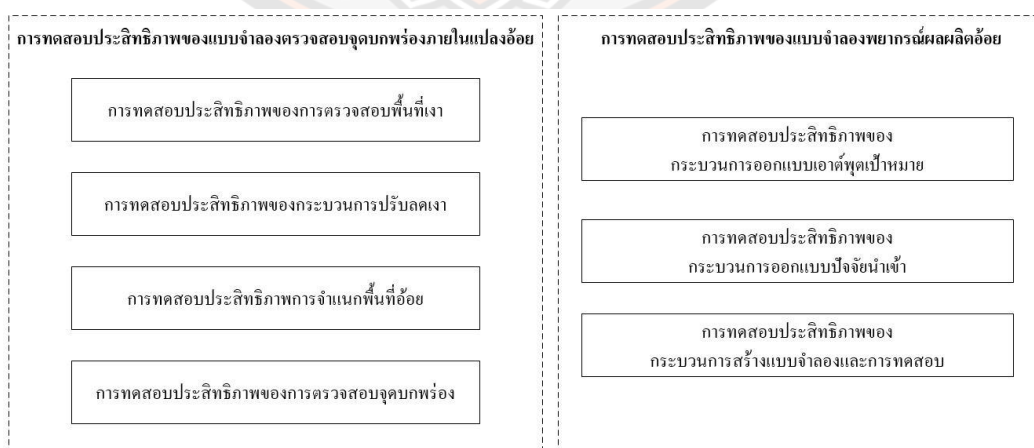 การทดสอบประสิทธิภาพของแบบจำลองตรวจสอบจุดบกพร่องภายในแปลงอ้อย
การทดสอบประสิทธิภาพของการตรวจสอบพื้นที่เงา
การทดสอบประสิทธิภาพของกระบวนการปรับลดเงา
การทดสอบประสิทธิภาพการจำแนกพื้นที่อ้อย
การทดสอบประสิทธิภาพของการตรวจสอบจุดบกพร่อง
การทดสอบประสิทธิภาพของแบบจำลองพยากรณ์ผลผลิตอ้อย
การทดสอบประสิทธิภาพของ
กระบวนการออกแบบเอาต์พุตเป้าหมาย
การทดสอบประสิทธิภาพของ
กระบวนการออกแบบปัจจัยนำเข้า
การทดสอบประสิทธิภาพของ
กระบวนการสร้างแบบจำลองและการทดสอบ